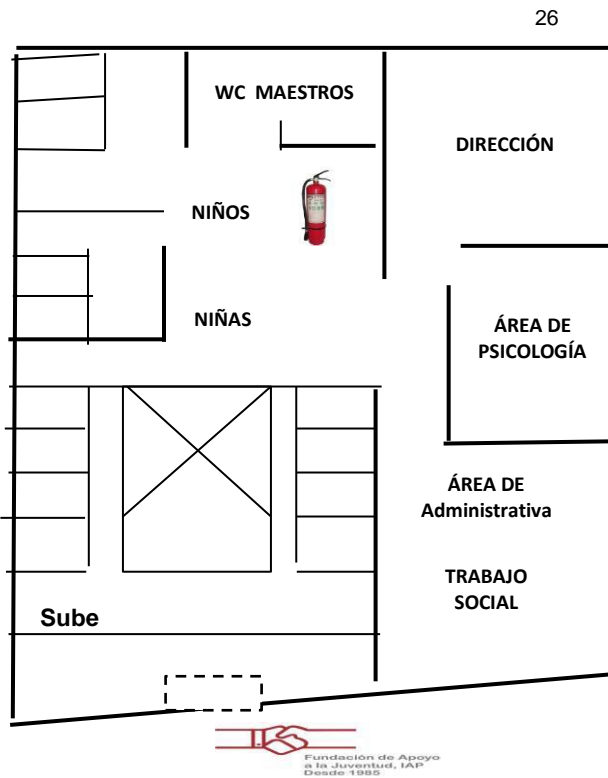 26
WC MAESTROS
DIRECCIÓN
NIÑOS
NIÑAS
ÁREA DE
PSICOLOGÍA
ÁREA DE
Administrativa
TRABAJO
SOCIAL
Sube
Fundación de Apoyo
a la Juventud, IAP
Desde 1985